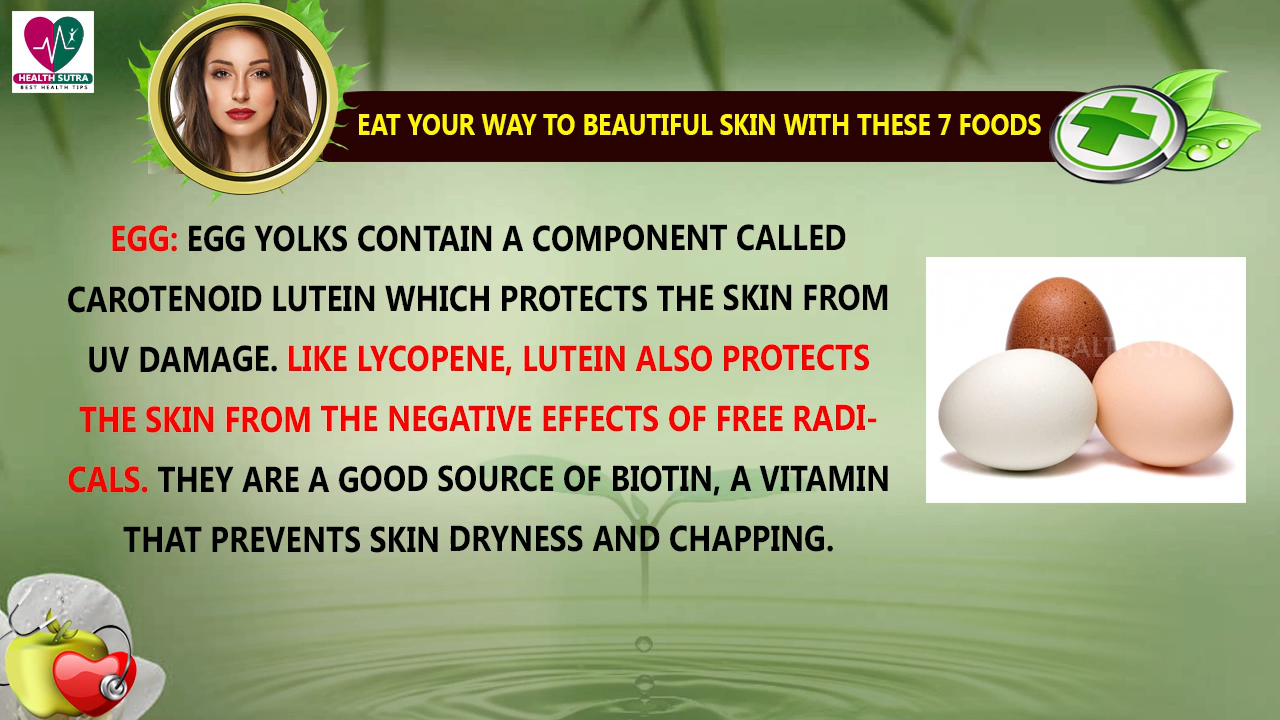 HEALTH SUTRA
BEST HEALTH TIPS
EAT YOUR WAY TO BEAUTIFUL SKIN WITH THESE 7 FOODS
EGG: EGG YOLKS CONTAIN A COMPONENT CALLED
CAROTENOID LUTEIN WHICH PROTECTS THE SKIN FROM
UV DAMAGE. LIKE LYCOPENE, LUTEIN ALSO PROTECTS
THE SKIN FROM THE NEGATIVE EFFECTS OF FREE RADI-
CALS. THEY ARE A GOOD SOURCE OF BIOTIN, A VITAMIN
THAT PREVENTS SKIN DRYNESS AND CHAPPING.
HEALTH SUTRA